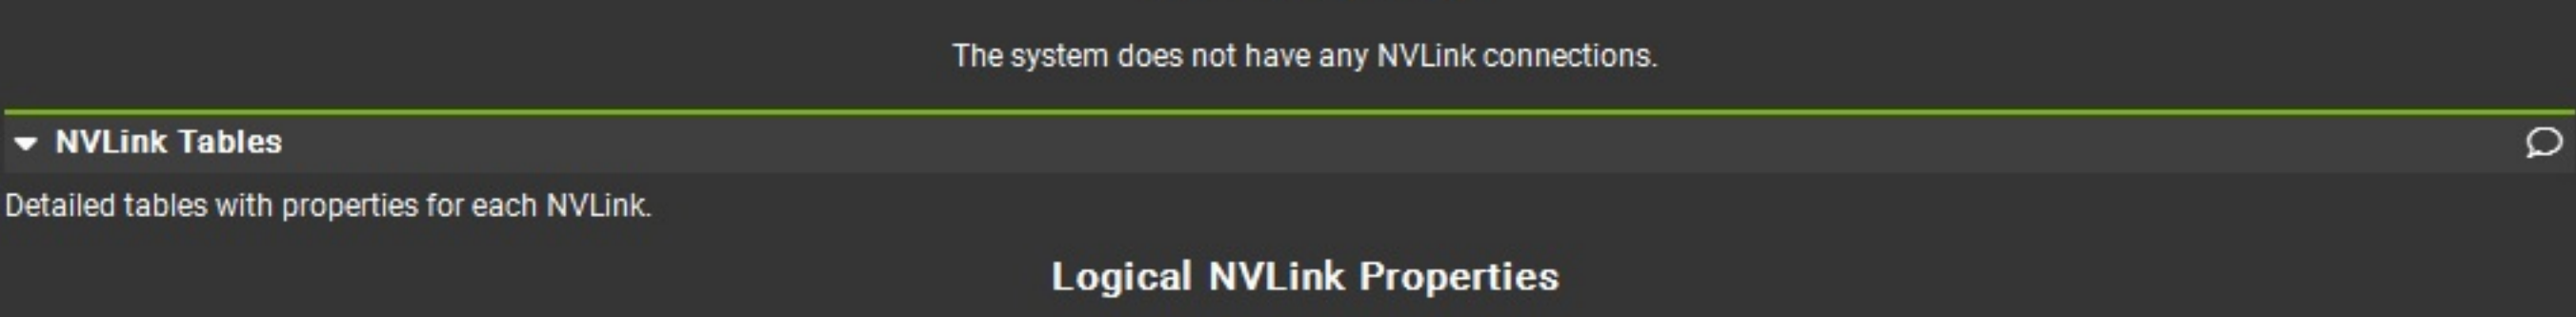 The system does not have any NVLink connections.
NVLink Tables
Detailed tables with properties for each NVLink.
Logical NVLink Properties